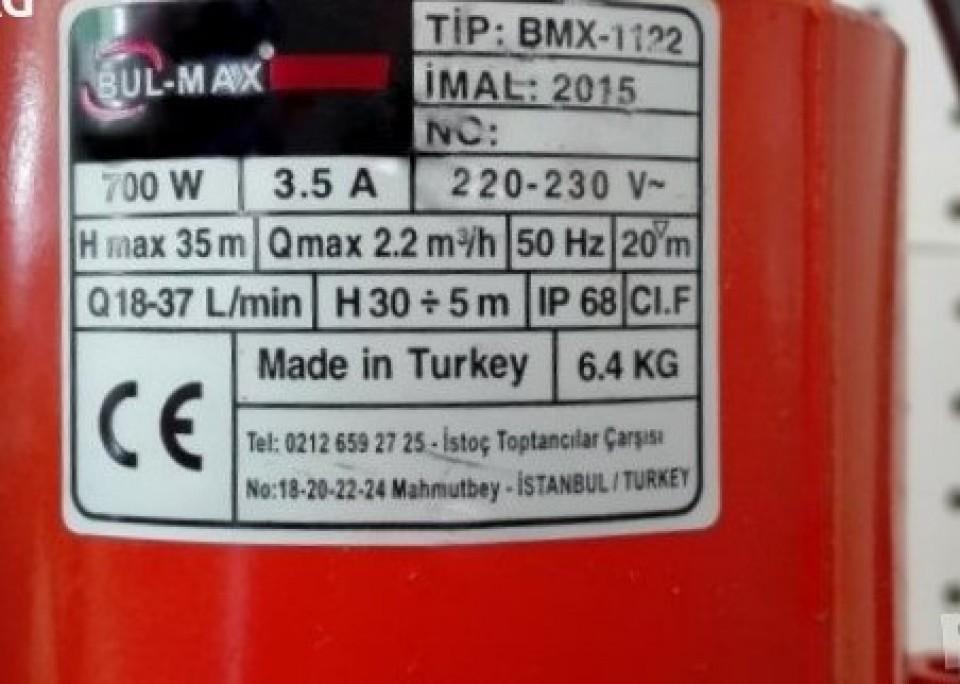 BUL-MAX®
TİP: BMX-1122
İMAL: 2015
NO:
700 W 3.5 A 220-230 V~
H max 35 m Qmax 2.2 m³/h 50 Hz 20 m
Q18-37 L/min H 30 ÷ 5 m IP 68 CI.F
CE Made in Turkey 6.4 KG
Tel: 0212 659 27 25 - İstoç Toptancılar Çarşısı
No:18-20-22-24 Mahmutbey - İSTANBUL / TURKEY